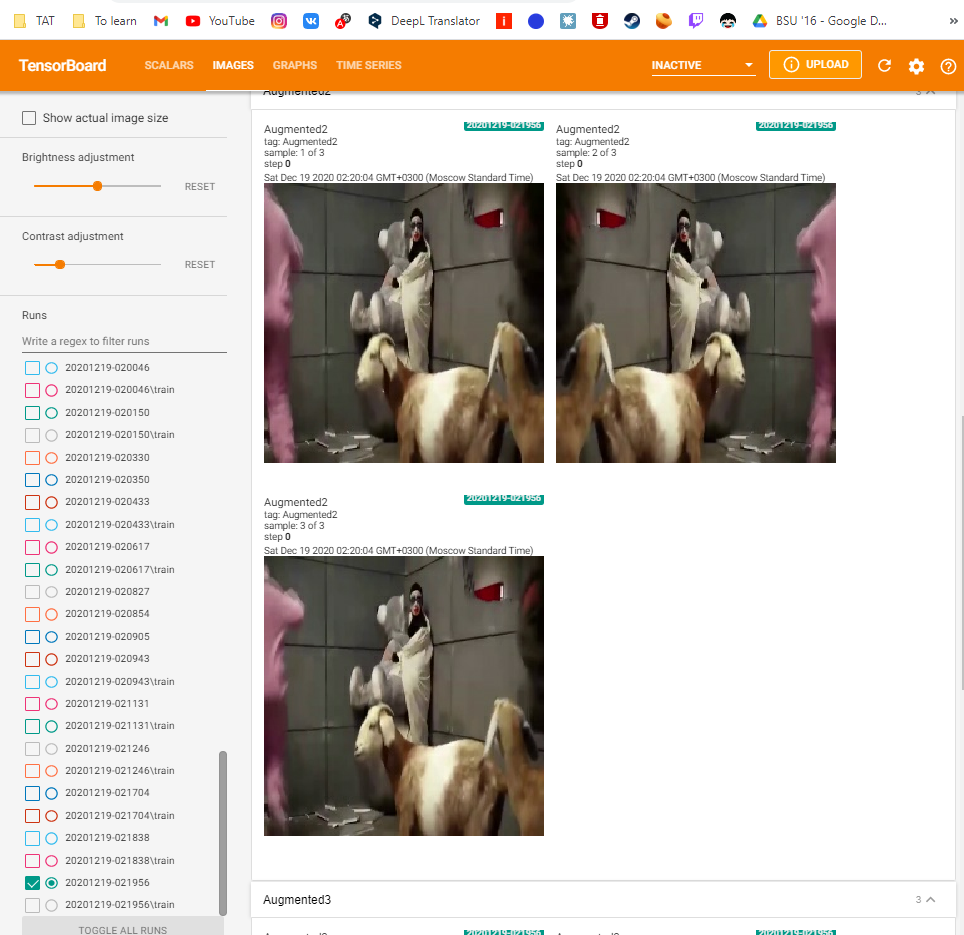 TAT To learn YouTube DeepL Translator BSU '16 - Google D... »
TensorBoard SCALARS IMAGES GRAPHS TIME SERIES INACTIVE UPLOAD
Show actual image size
Brightness adjustment
RESET
Contrast adjustment
RESET
Runs
Write a regex to filter runs
20201219-020046
20201219-020046\train
20201219-020150
20201219-020150\train
20201219-020330
20201219-020350
20201219-020433
20201219-020433\train
20201219-020617
20201219-020617\train
20201219-020827
20201219-020854
20201219-020905
20201219-020943
20201219-020943\train
20201219-021131
20201219-021131\train
20201219-021246
20201219-021246\train
20201219-021704
20201219-021704\train
20201219-021838
20201219-021838\train
20201219-021956
20201219-021956\train
TOGGLE ALL RUNS
Augmented2 3
Augmented2 20201219-021956
tag: Augmented2
sample: 1 of 3
step 0
Sat Dec 19 2020 02:20:04 GMT+0300 (Moscow Standard Time)
Augmented2 20201219-021956
tag: Augmented2
sample: 2 of 3
step 0
Sat Dec 19 2020 02:20:04 GMT+0300 (Moscow Standard Time)
Augmented2 20201219-021956
tag: Augmented2
sample: 3 of 3
step 0
Sat Dec 19 2020 02:20:04 GMT+0300 (Moscow Standard Time)
Augmented3 3
20201219-021956 20201219-021956